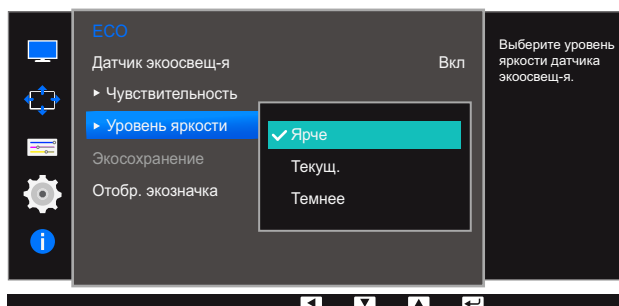 ECO
Датчик экоосвещ-я Вкл
▸ Чувствительность
▸ Уровень яркости
Экосохранение
Отобр. экозначка
Ярче
Текущ.
Темнее
Выберите уровень
яркости датчика
экоосвещ-я.